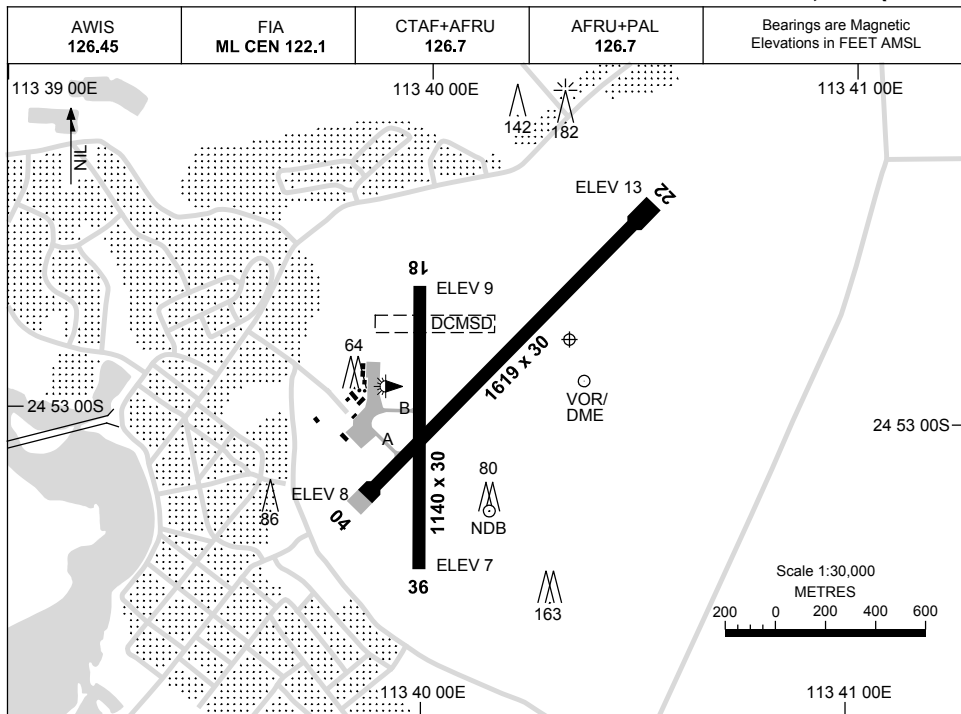 AWIS
126.45
FIA
ML CEN 122.1
CTAF+AFRU
126.7
AFRU+PAL
126.7
Bearings are Magnetic
Elevations in FEET AMSL
113 39 00E
113 40 00E
113 41 00E
NIL
142
182
ELEV 13
22
18
ELEV 9
DCMSD
64
1619 x 30
VOR/
DME
B
24 53 00S
24 53 00S
A
80
ELEV 8
1140 x 30
86
04
NDB
ELEV 7
36
163
Scale 1:30,000
METRES
200 0 200 400 600
113 40 00E
113 41 00E